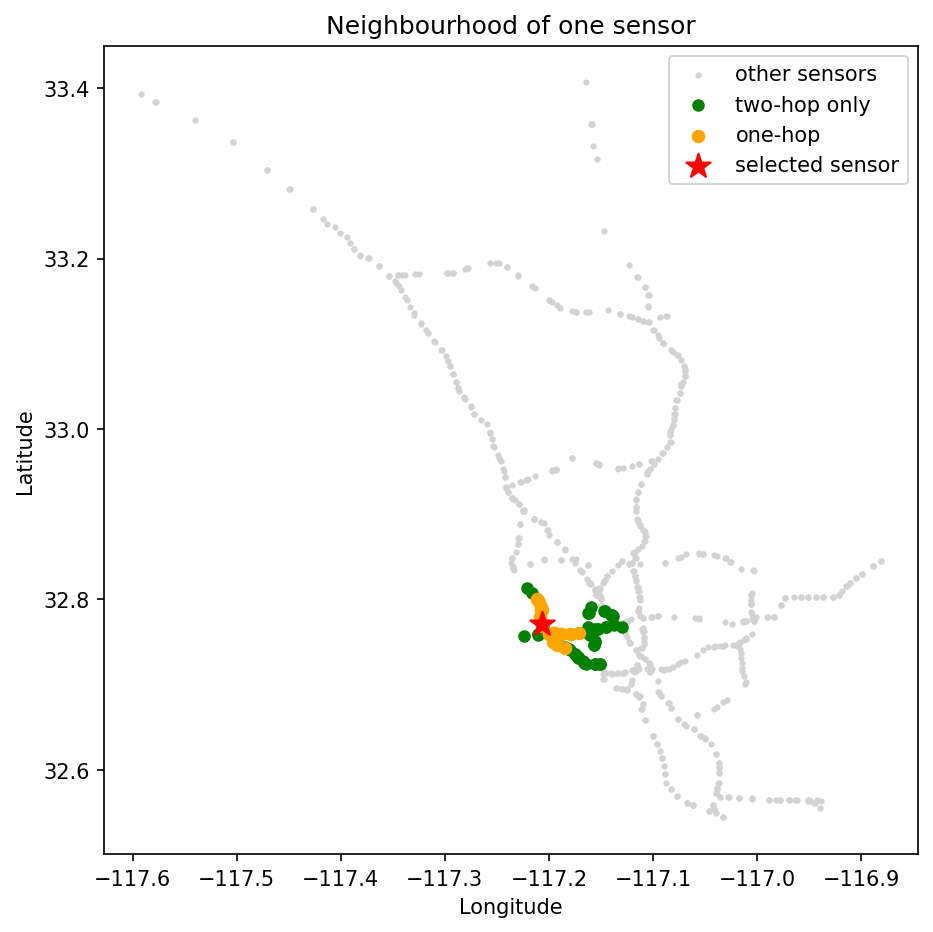 Neighbourhood of one sensor
other sensors
two-hop only
one-hop
selected sensor
33.4
33.2
33.0
32.8
32.6
Latitude
−117.6
−117.5
−117.4
−117.3
−117.2
−117.1
−117.0
−116.9
Longitude